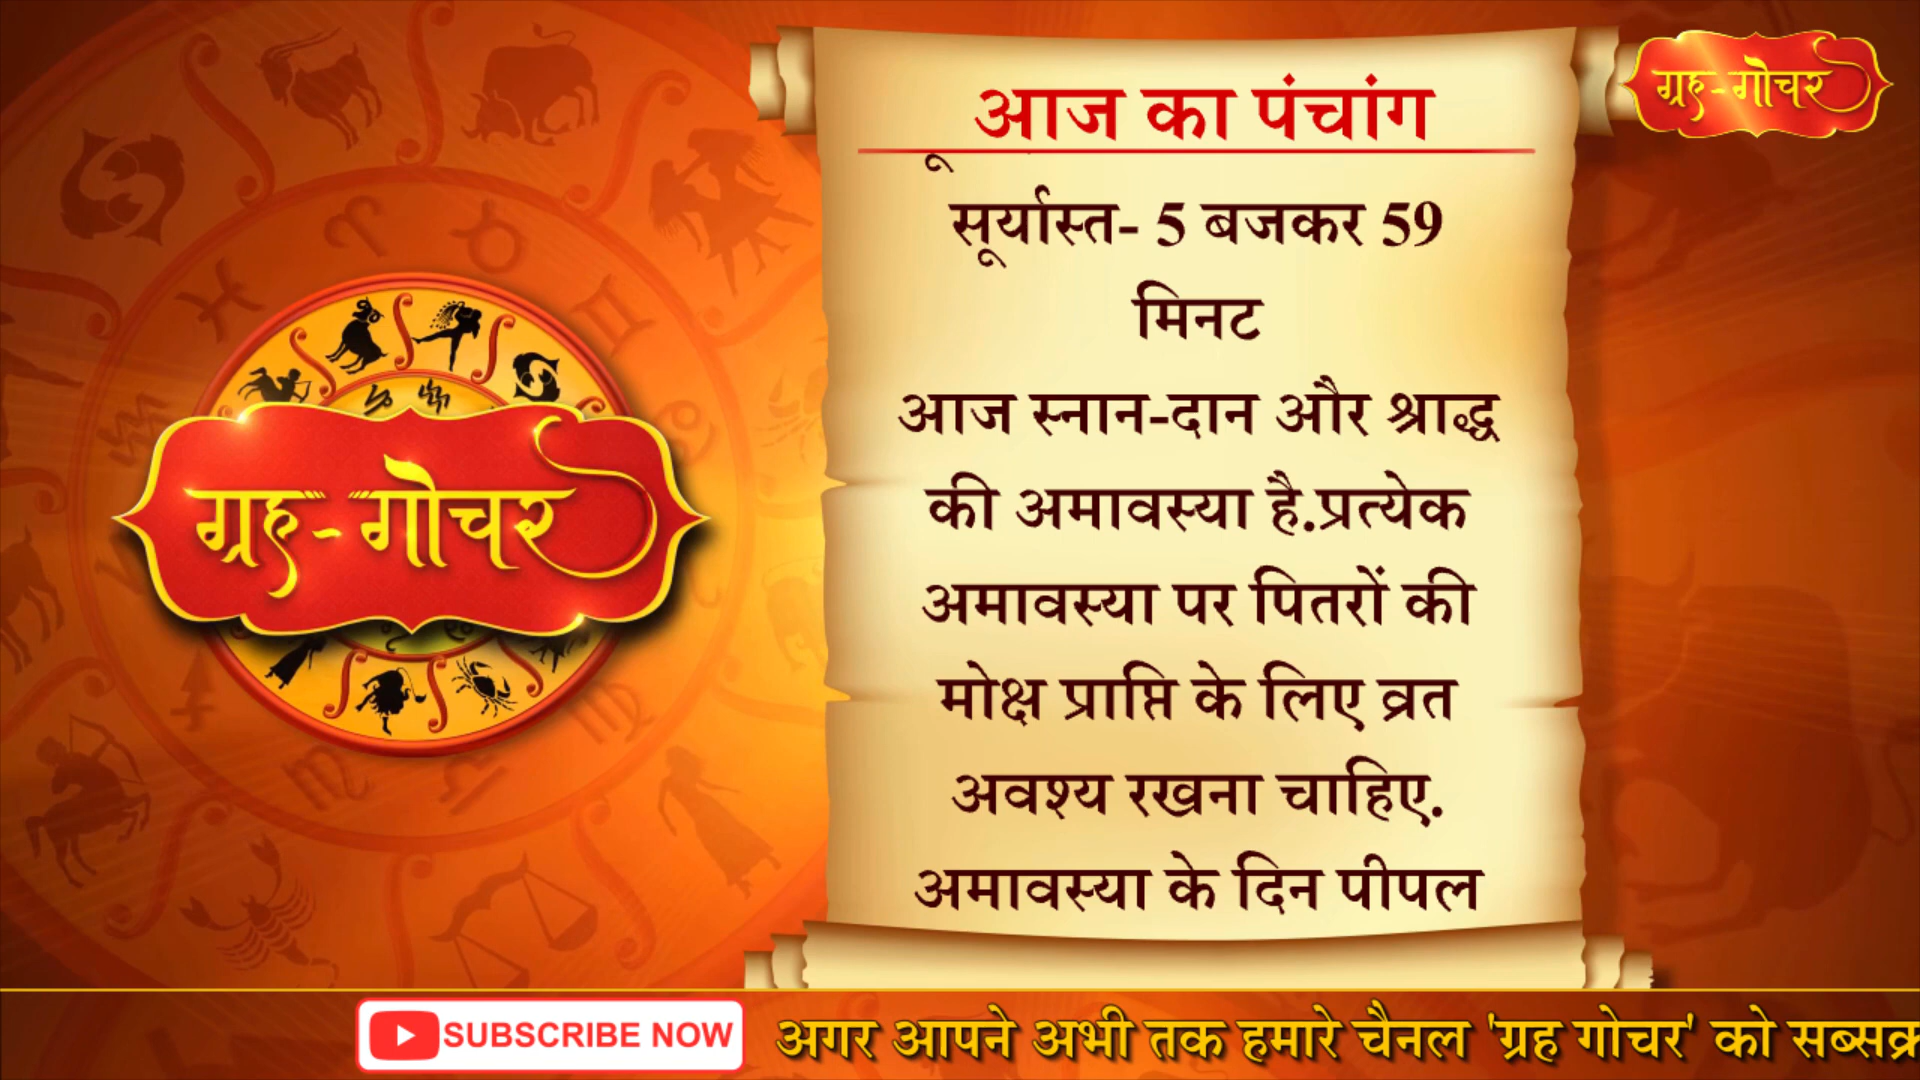 ग्रह-गोचर
आज का पंचांग
सूर्यास्त- 5 बजकर 59
मिनट
आज स्नान-दान और श्राद्ध
की अमावस्या है.प्रत्येक
अमावस्या पर पितरों की
मोक्ष प्राप्ति के लिए व्रत
अवश्य रखना चाहिए.
अमावस्या के दिन पीपल
ग्रह-गोचर
SUBSCRIBE NOW
अगर आपने अभी तक हमारे चैनल 'ग्रह गोचर' को